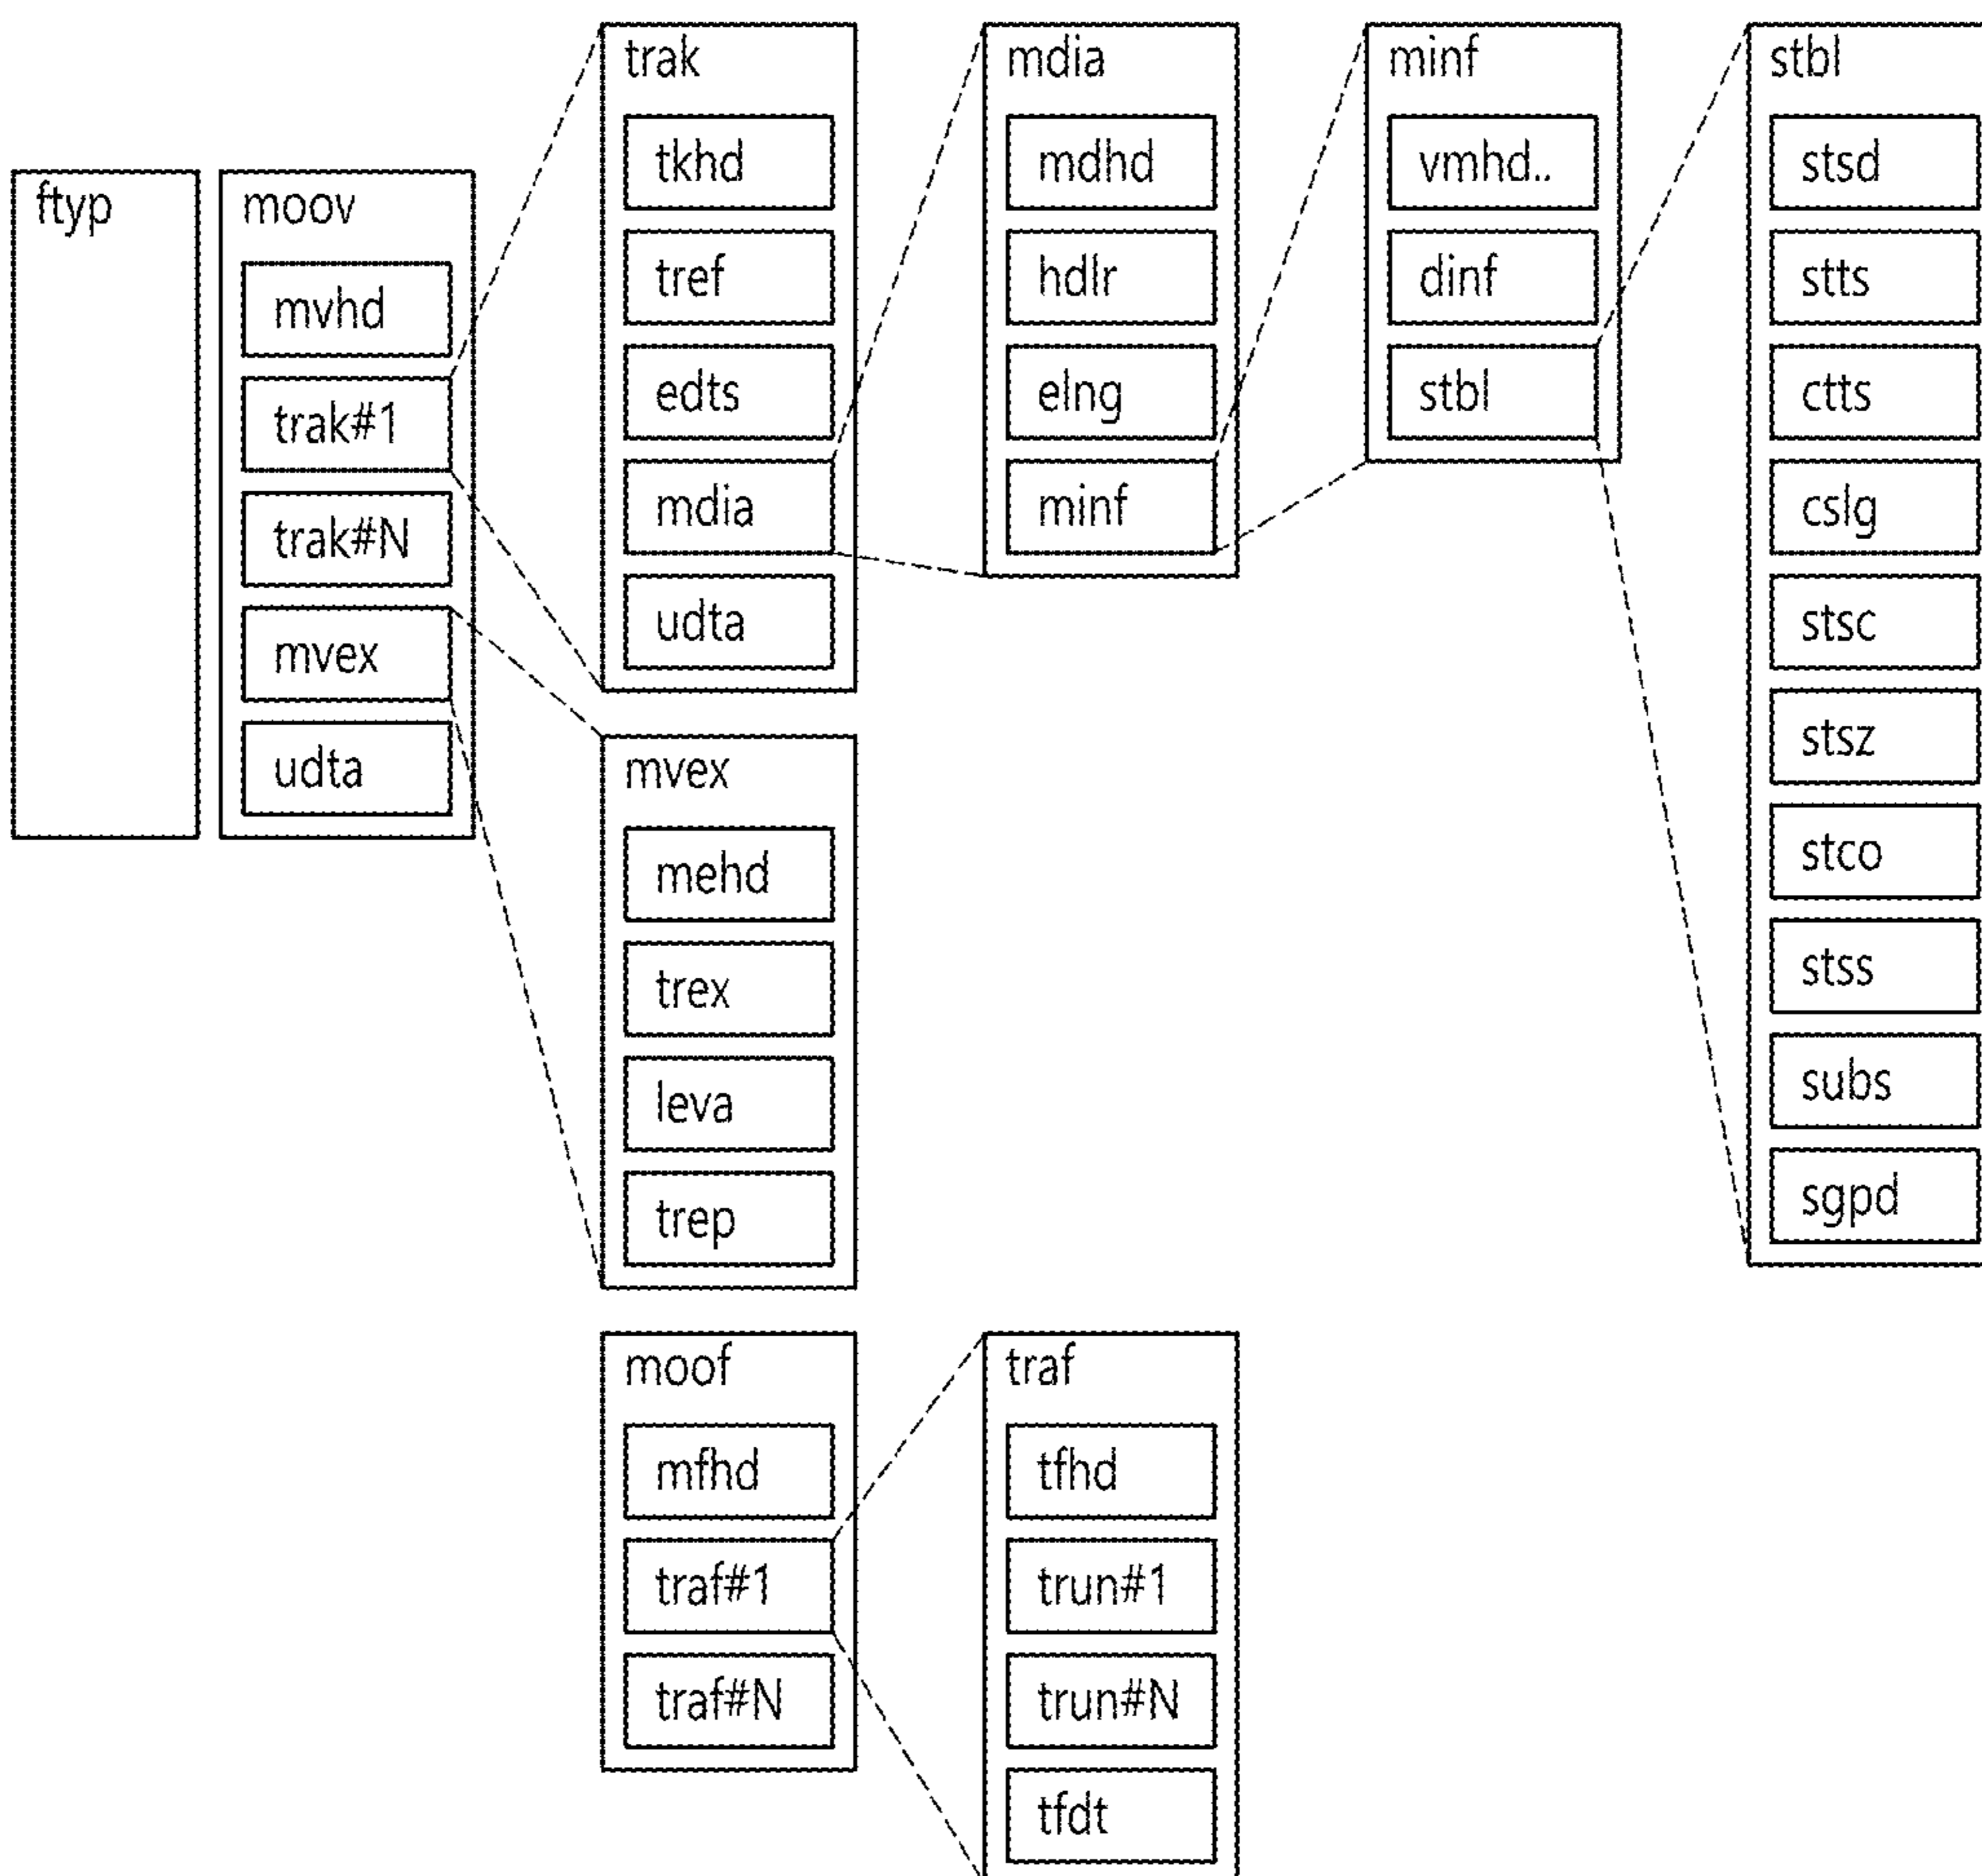 ftyp
moov
mvhd
trak#1
trak#N
mvex
udta
trak
tkhd
tref
edts
mdia
udta
mvex
mehd
trex
leva
trep
moof
mfhd
traf#1
traf#N
mdia
mdhd
hdlr
elng
minf
traf
tfhd
trun#1
trun#N
tfdt
minf
vmhd..
dinf
stbl
stbl
stsd
stts
ctts
cslg
stsc
stsz
stco
stss
subs
sgpd